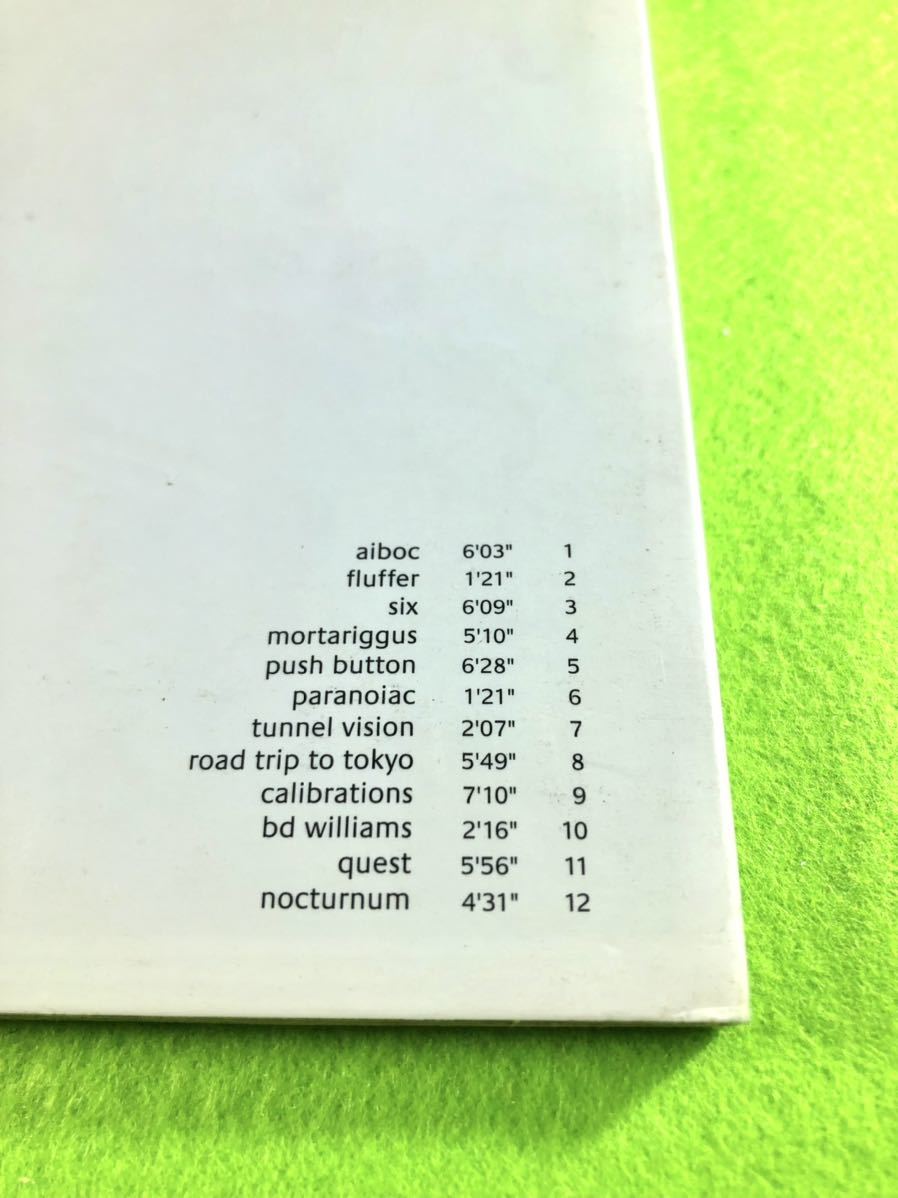 aiboc 6'03" 1
fluffer 1'21" 2
six 6'09" 3
mortariggus 5'10" 4
push button 6'28" 5
paranoiac 1'21" 6
tunnel vision 2'07" 7
road trip to tokyo 5'49" 8
calibrations 7'10" 9
bd williams 2'16" 10
quest 5'56" 11
nocturnum 4'31" 12